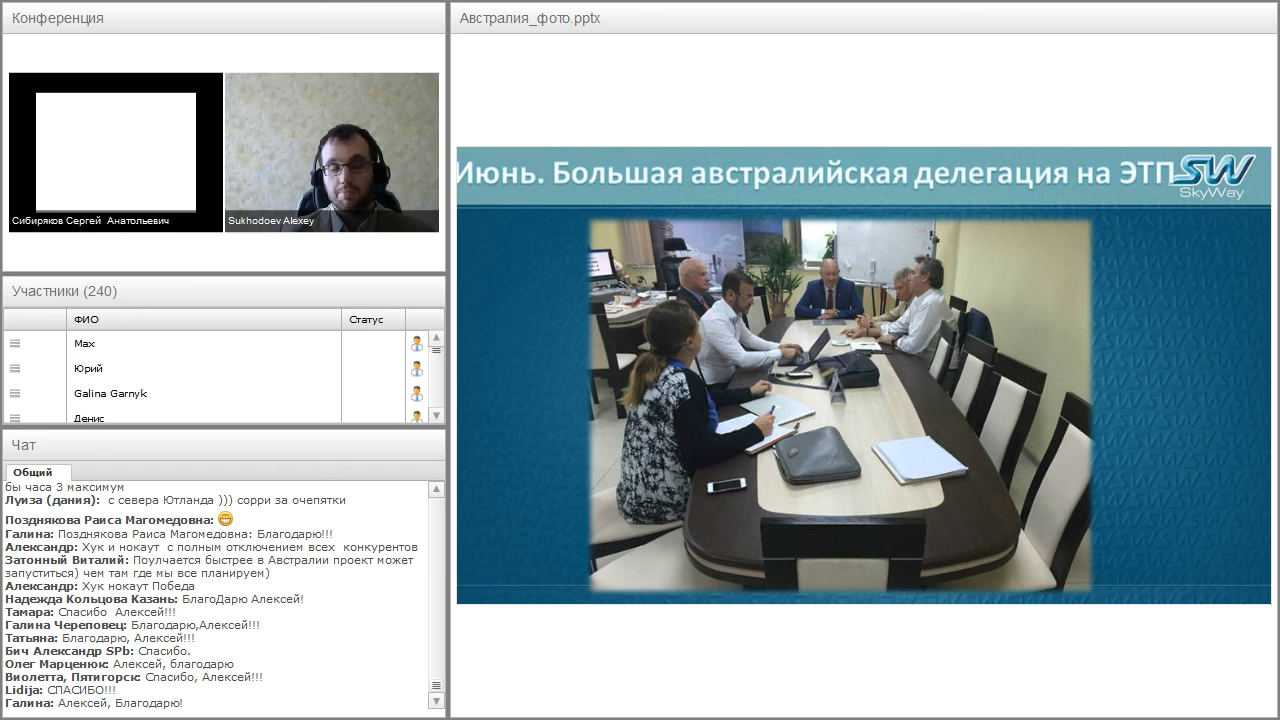 Конференция
Сибиряков Сергей Анатольевич
Sukhodoev Alexey
Участники (240)
ФИО
Статус
Max
Юрий
Galina Garnyk
Денис
Чат
Общий
бы часа 3 максимум
Луиза (дания): с севера Ютланда ))) сорри за очепятки
Позднякова Раиса Магомедовна:
Галина: Позднякова Раиса Магомедовна: Благодарю!!!
Александр: Хук и нокаут с полным отключением всех конкурентов
Затонный Виталий: Поулчается быстрее в Австралии проект может
запуститься) чем там где мы все планируем)
Александр: Хук нокаут Победа
Надежда Кольцова Казань: БлагоДарю Алексей!
Тамара: Спасибо Алексей!!!
Галина Череповец: Благодарю,Алексей!!!
Татьяна: Благодарю, Алексей!!!
Бич Александр SPb: Спасибо.
Олег Марценюк: Алексей, благодарю
Виолетта, Пятигорск: Спасибо, Алексей!!!
Lidija: СПАСИБО!!!
Галина: Алексей, Благодарю!
Австралия_фото.pptx
Июнь. Большая австралийская делегация на ЭТП
SW
SkyWay